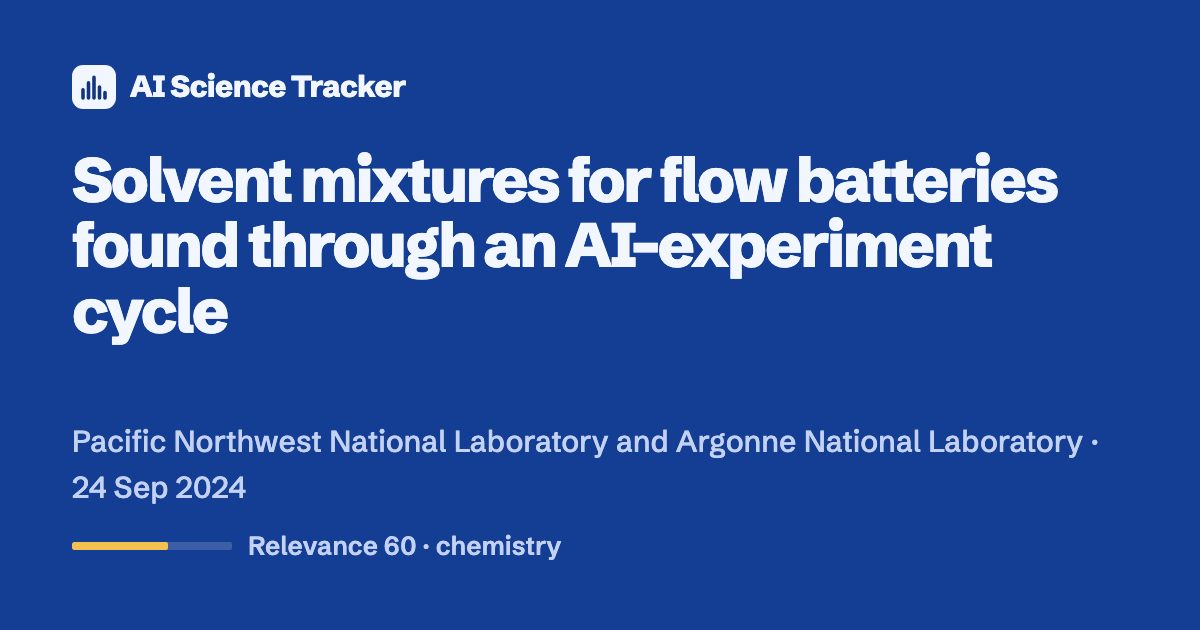 AI Science Tracker
Solvent mixtures for flow batteries
found through an AI-experiment
cycle
Pacific Northwest National Laboratory and Argonne National Laboratory ·
24 Sep 2024
Relevance 60 · chemistry